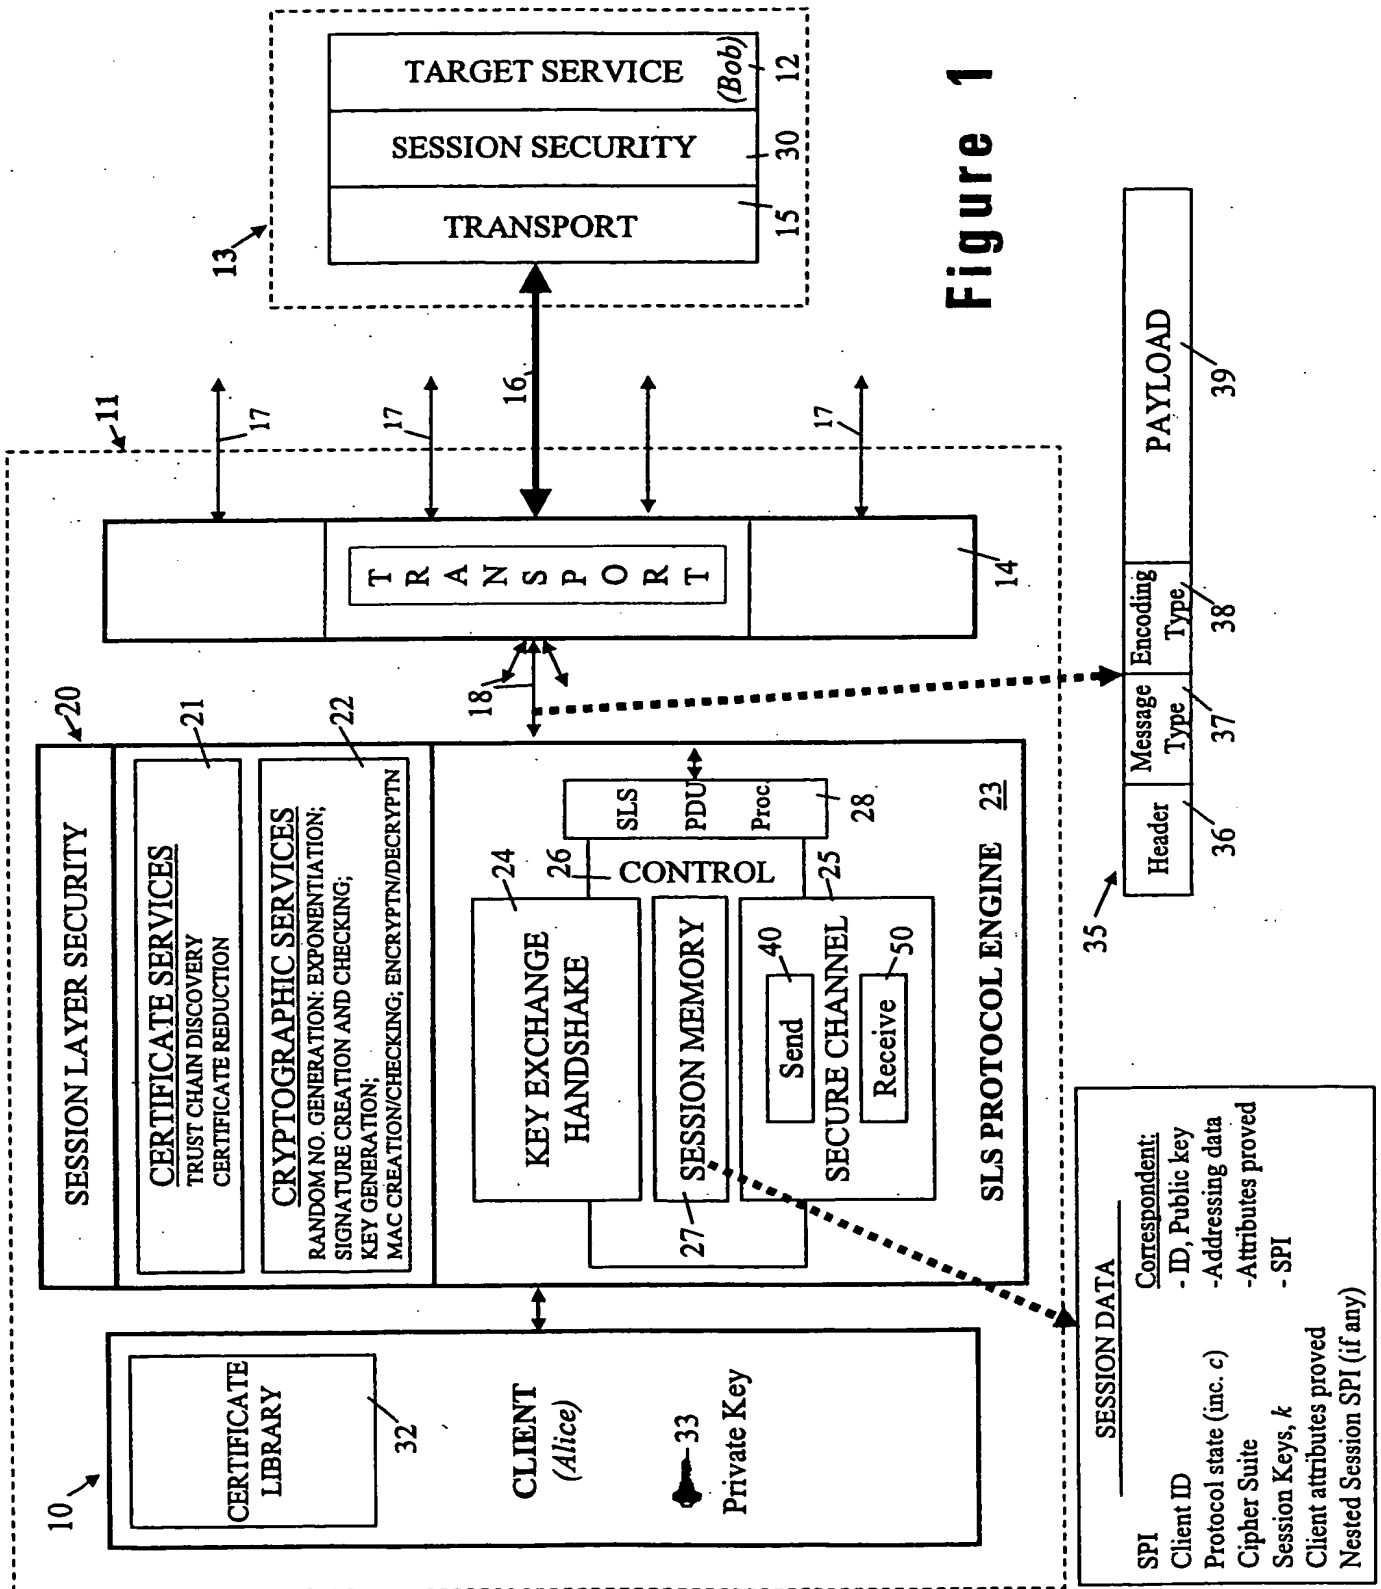 10
CERTIFICATE
LIBRARY
32
CLIENT
(Alice)
33
Private Key
11
20
SESSION LAYER SECURITY
CERTIFICATE SERVICES
TRUST CHAIN DISCOVERY
CERTIFICATE REDUCTION
21
CRYPTOGRAPHIC SERVICES
RANDOM NO. GENERATION: EXPONENTIATION;
SIGNATURE CREATION AND CHECKING;
KEY GENERATION;
MAC CREATION/CHECKING; ENCRYPTN/DECRYPTN
22
KEY EXCHANGE
HANDSHAKE
24
26
CONTROL
SLS
PDU
Proc.
28
27
SESSION MEMORY
25
Send
40
SECURE CHANNEL
Receive
50
SLS PROTOCOL ENGINE
23
18
TRANSPORT
14
17
17
16
17
13
TARGET SERVICE
(Bob)
12
SESSION SECURITY
30
TRANSPORT
15
SESSION DATA
SPI
Client ID
Protocol state (inc. c)
Cipher Suite
Session Keys, k
Client attributes proved
Nested Session SPI (if any)
Correspondent:
- ID, Public key
-Addressing data
-Attributes proved
- SPI
35
Header
36
Message
Type
37
Encoding
Type
38
PAYLOAD
39
Figure 1